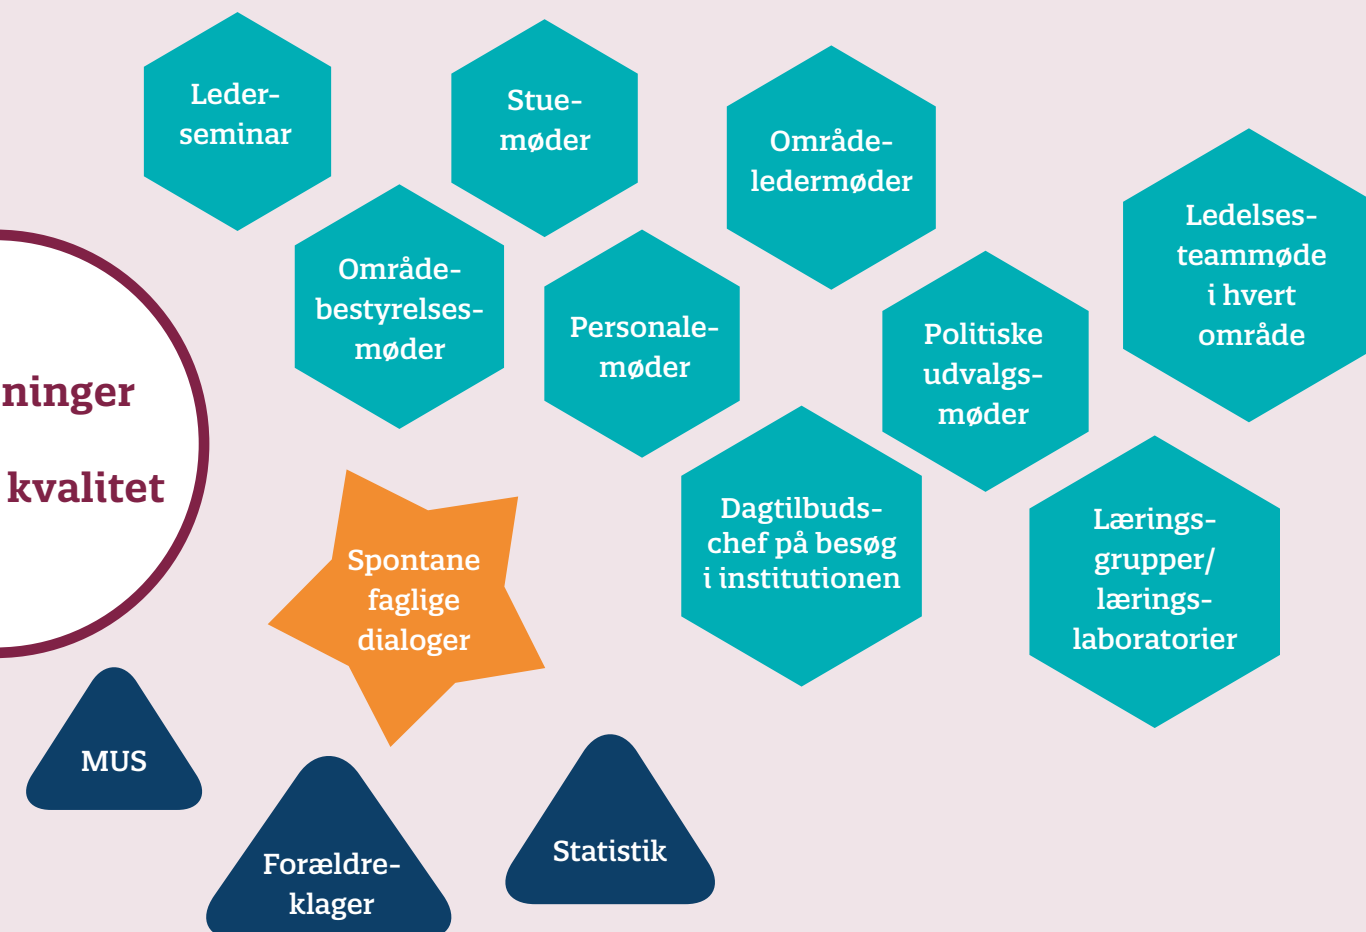 Leder-
seminar
Stue-
møder
Område-
ledermøder
Ledelses-
teammøde
i hvert
område
Område-
bestyrelses-
møder
Personale-
møder
Politiske
udvalgs-
møder
ninger
kvalitet
Dagtilbuds-
chef på besøg
i institutionen
Lærings-
grupper/
lærings-
laboratorier
Spontane
faglige
dialoger
MUS
Forældre-
klager
Statistik